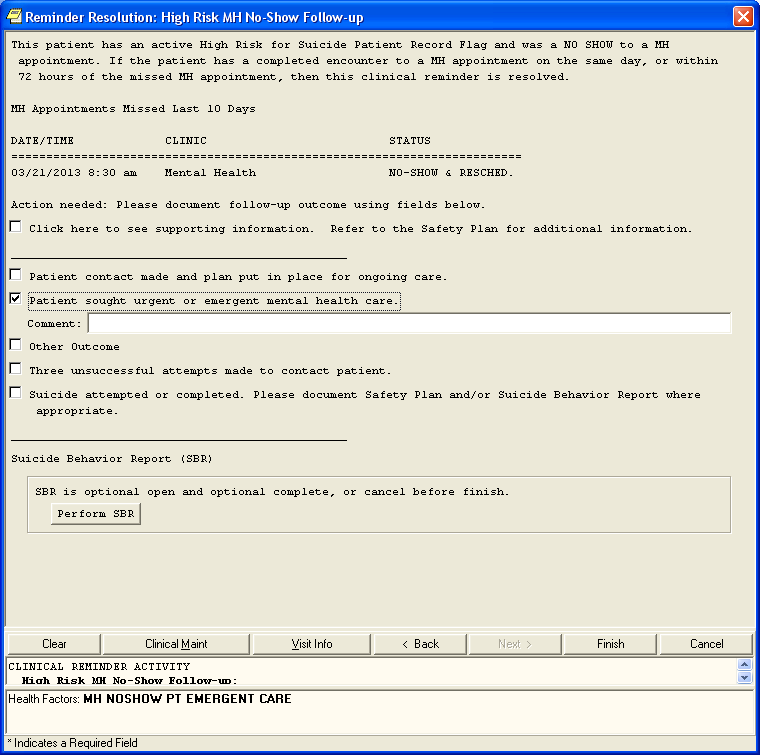 Reminder Resolution: High Risk MH No-Show Follow-up
This patient has an active High Risk for Suicide Patient Record Flag and was a NO SHOW to a MH
appointment. If the patient has a completed encounter to a MH appointment on the same day, or within
72 hours of the missed MH appointment, then this clinical reminder is resolved.
MH Appointments Missed Last 10 Days
DATE/TIME CLINIC STATUS
=========================================================================
03/21/2013 8:30 am Mental Health NO-SHOW & RESCHED.
Action needed: Please document follow-up outcome using fields below.
Click here to see supporting information. Refer to the Safety Plan for additional information.
Patient contact made and plan put in place for ongoing care.
Patient sought urgent or emergent mental health care.
Comment:
Other Outcome
Three unsuccessful attempts made to contact patient.
Suicide attempted or completed. Please document Safety Plan and/or Suicide Behavior Report where
appropriate.
Suicide Behavior Report (SBR)
SBR is optional open and optional complete, or cancel before finish.
Perform SBR
Clear Clinical Maint Visit Info < Back Next > Finish Cancel
CLINICAL REMINDER ACTIVITY
High Risk MH No-Show Follow-up:
Health Factors: MH NOSHOW PT EMERGENT CARE
* Indicates a Required Field